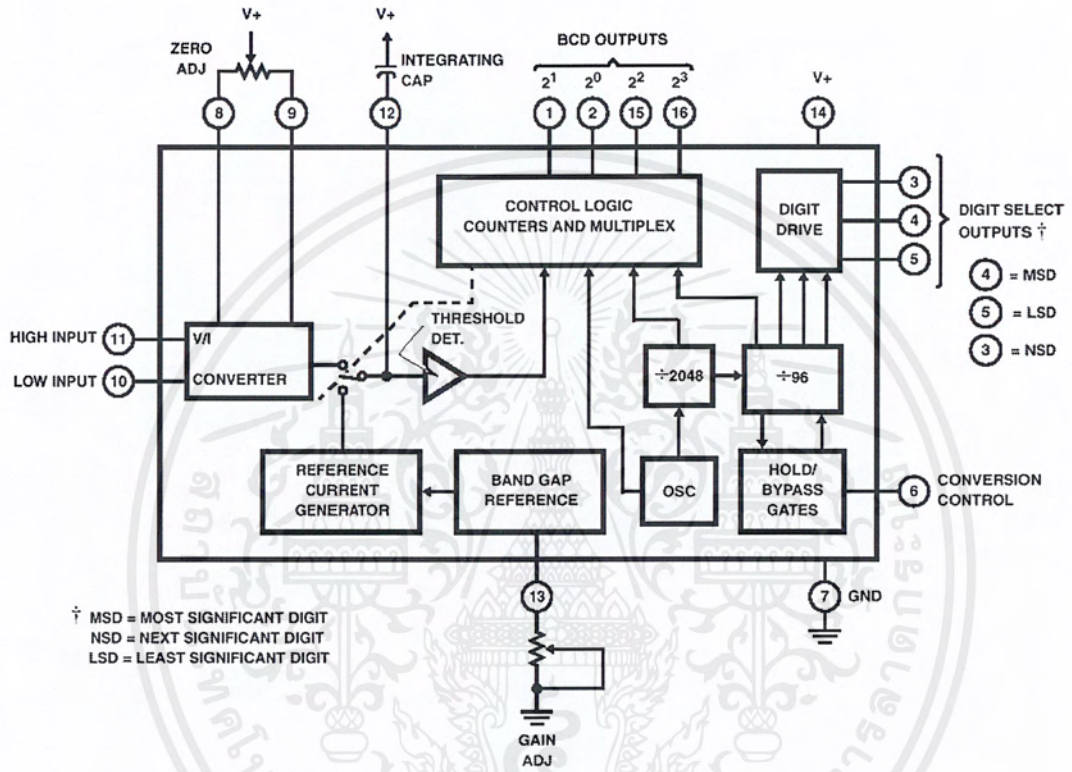 V+
V+
ZERO
ADJ
INTEGRATING
CAP
BCD OUTPUTS
2¹ 2⁰ 2² 2³
V+
8 9 12 1 2 15 16 14
CONTROL LOGIC
COUNTERS AND MULTIPLEX
DIGIT
DRIVE
3
4
5
DIGIT SELECT
OUTPUTS †
4 = MSD
5 = LSD
3 = NSD
HIGH INPUT 11
LOW INPUT 10
V/I
CONVERTER
THRESHOLD
DET.
÷2048
÷96
REFERENCE
CURRENT
GENERATOR
BAND GAP
REFERENCE
OSC
HOLD/
BYPASS
GATES
6 CONVERSION
CONTROL
13
7 GND
† MSD = MOST SIGNIFICANT DIGIT
NSD = NEXT SIGNIFICANT DIGIT
LSD = LEAST SIGNIFICANT DIGIT
GAIN
ADJ